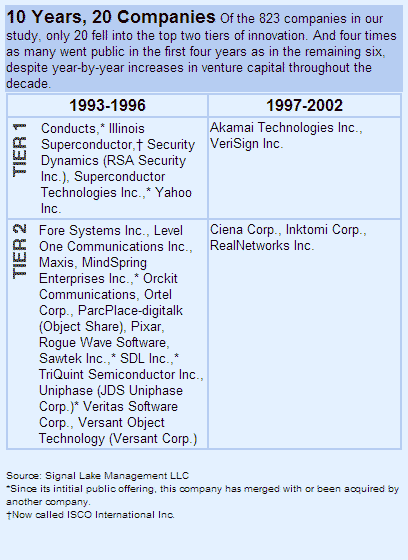 10 Years, 20 Companies Of the 823 companies in our
study, only 20 fell into the top two tiers of innovation. And four times
as many went public in the first four years as in the remaining six,
despite year-by-year increases in venture capital throughout the
decade.
1993-1996
1997-2002
TIER 1
Conducts,* Illinois
Superconductor,† Security
Dynamics (RSA Security
Inc.), Superconductor
Technologies Inc.,* Yahoo
Inc.
Akamai Technologies Inc.,
VeriSign Inc.
TIER 2
Fore Systems Inc., Level
One Communications Inc.,
Maxis, MindSpring
Enterprises Inc.,* Orckit
Communications, Ortel
Corp., ParcPlace-digitalk
(Object Share), Pixar,
Rogue Wave Software,
Sawtek Inc.,* SDL Inc.,*
TriQuint Semiconductor Inc.,
Uniphase (JDS Uniphase
Corp.)* Veritas Software
Corp., Versant Object
Technology (Versant Corp.)
Ciena Corp., Inktomi Corp.,
RealNetworks Inc.
Source: Signal Lake Management LLC
*Since its intitial public offering, this company has merged with or been acquired by
another company.
†Now called ISCO International Inc.